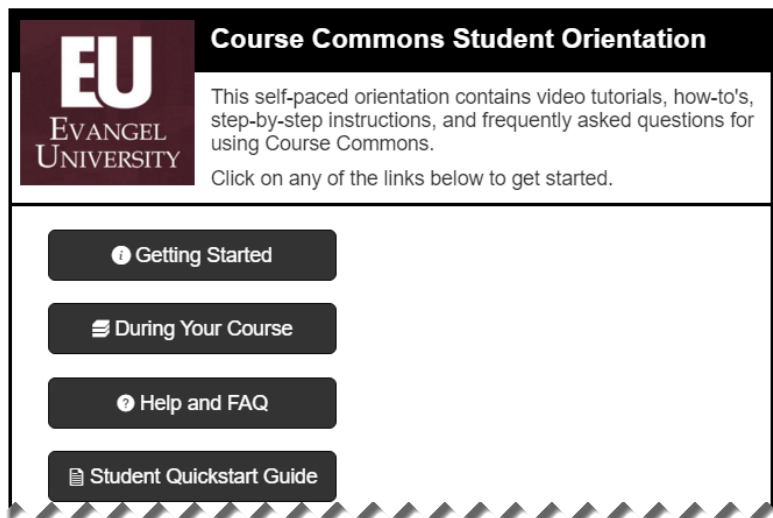 EU
EVANGEL
UNIVERSITY
Course Commons Student Orientation
This self-paced orientation contains video tutorials, how-to's,
step-by-step instructions, and frequently asked questions for
using Course Commons.
Click on any of the links below to get started.
Getting Started
During Your Course
Help and FAQ
Student Quickstart Guide